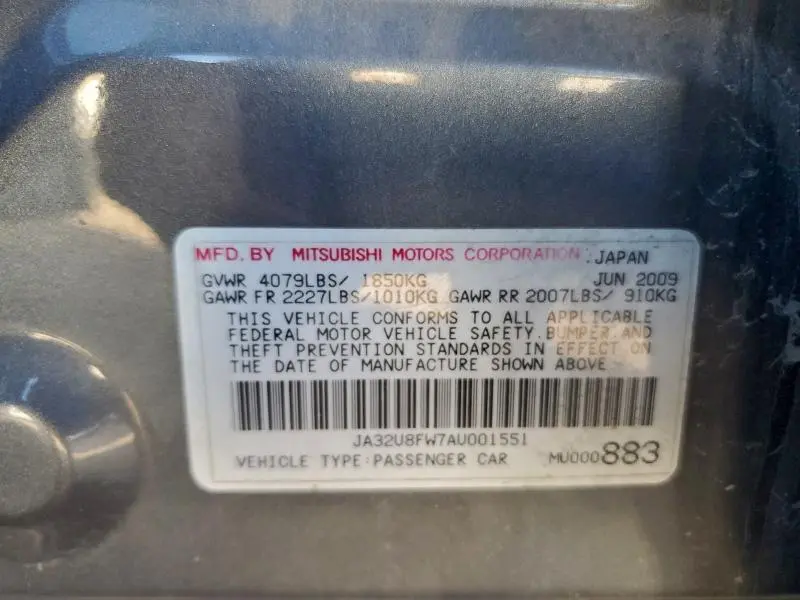 MFD. BY MITSUBISHI MOTORS CORPORATION. JAPAN
GVWR 4079LBS/ 1850KG JUN 2009
GAWR FR 2227LBS/1010KG GAWR RR 2007LBS/ 910KG
THIS VEHICLE CONFORMS TO ALL APPLICABLE
FEDERAL MOTOR VEHICLE SAFETY, BUMPER AND
THEFT PREVENTION STANDARDS IN EFFECT ON
THE DATE OF MANUFACTURE SHOWN ABOVE.
JA32U8FW7AU001551
VEHICLE TYPE:PASSENGER CAR MU000883